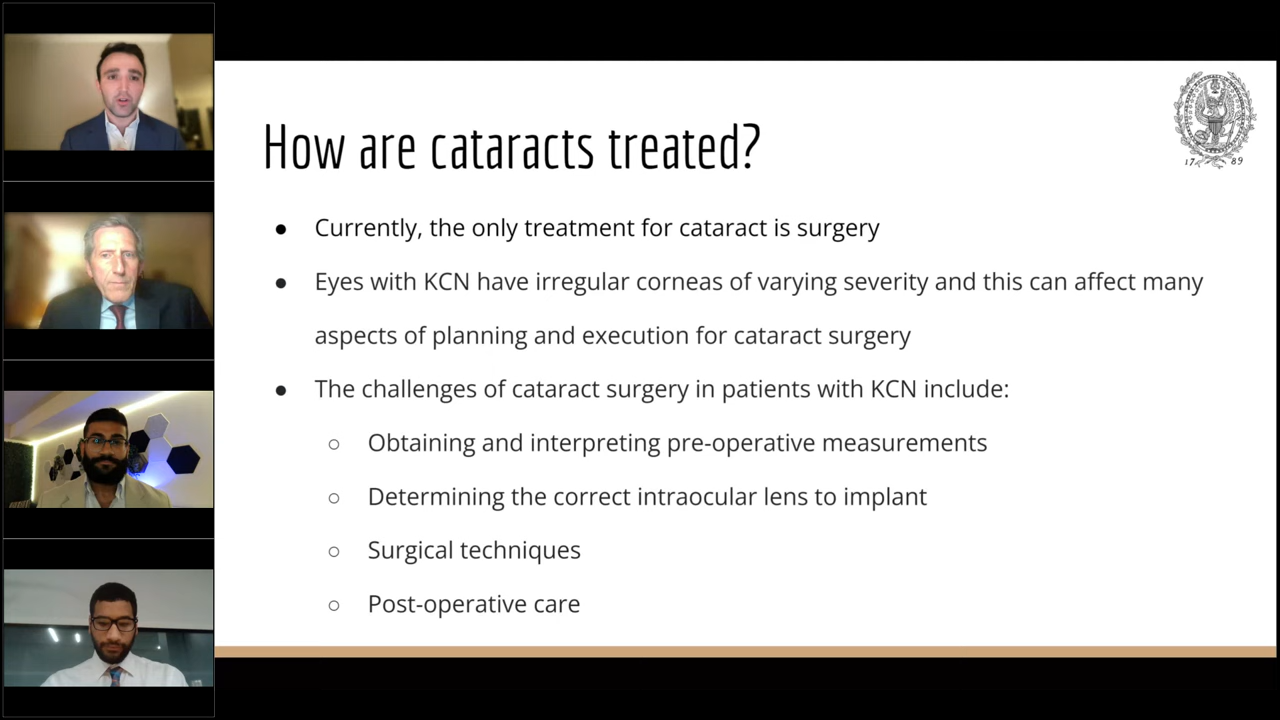 How are cataracts treated?
● Currently, the only treatment for cataract is surgery
● Eyes with KCN have irregular corneas of varying severity and this can affect many
aspects of planning and execution for cataract surgery
● The challenges of cataract surgery in patients with KCN include:
○ Obtaining and interpreting pre-operative measurements
○ Determining the correct intraocular lens to implant
○ Surgical techniques
○ Post-operative care
17 89